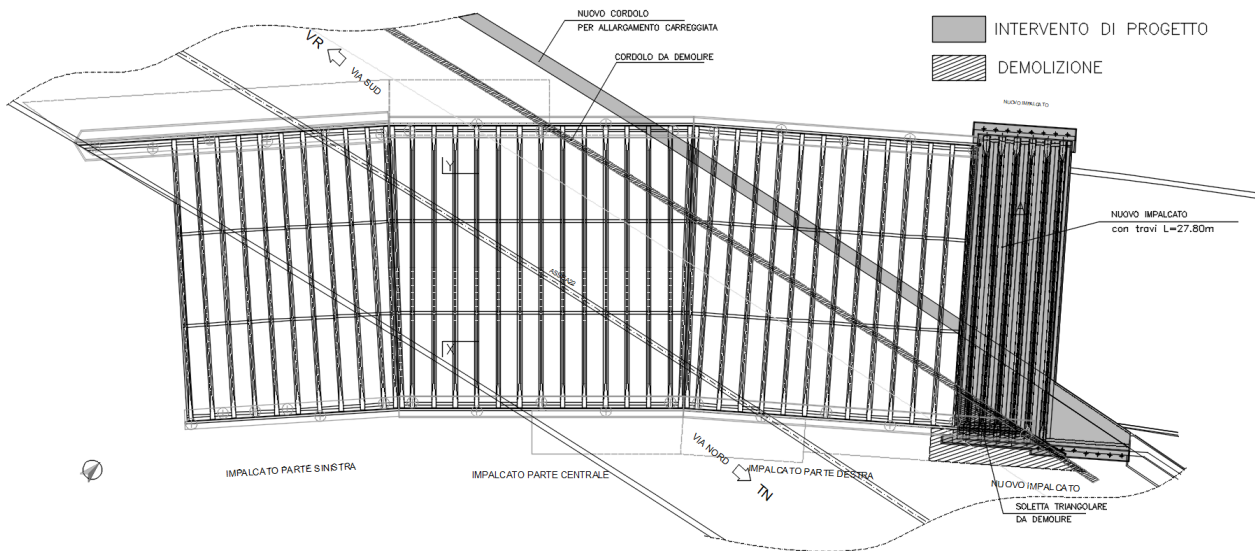 NUOVO CORDOLO
PER ALLARGAMENTO CARREGGIATA
INTERVENTO DI PROGETTO
VR
CORDOLO DA DEMOLIRE
VIA SUD
DEMOLIZIONE
NUOVO IMPALCATO
Y
A
NUOVO IMPALCATO
con travi L=27.80m
X
VIA NORD
IMPALCATO PARTE SINISTRA
IMPALCATO PARTE CENTRALE
IMPALCATO PARTE DESTRA
TN
NUOVO IMPALCATO
SOLETTA TRIANGOLARE
DA DEMOLIRE